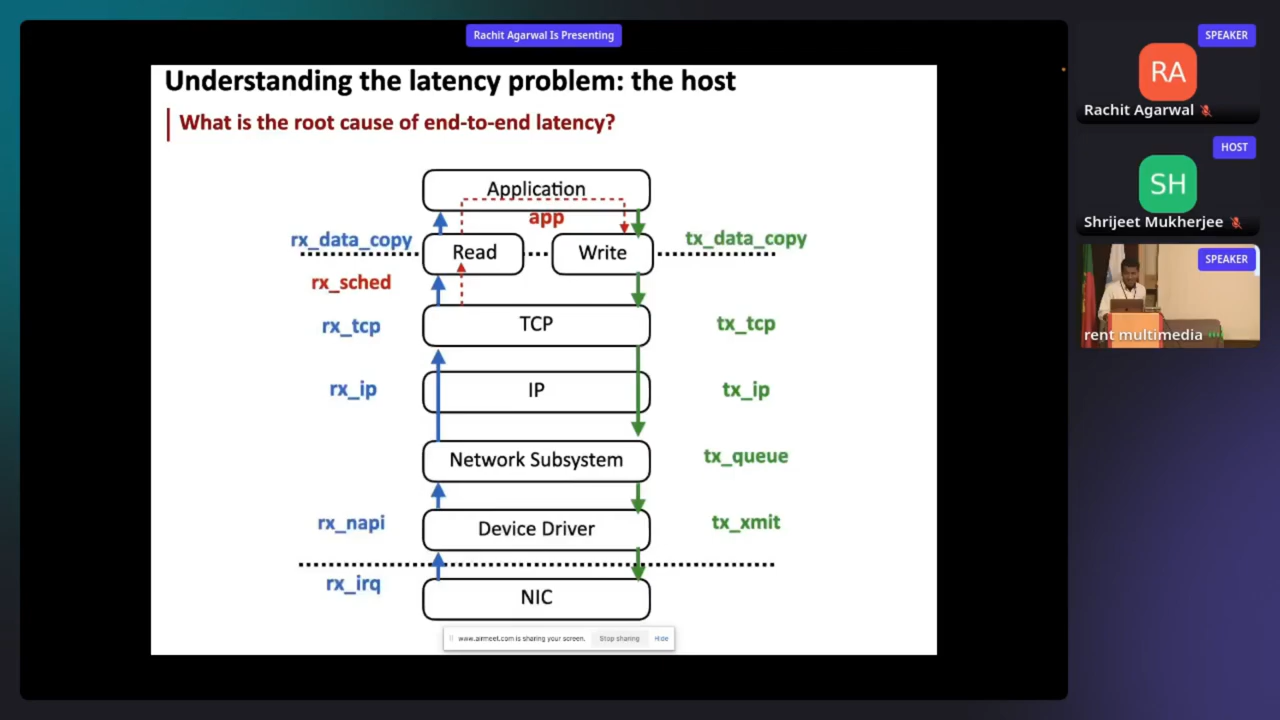 Rachit Agarwal Is Presenting
Understanding the latency problem: the host
What is the root cause of end-to-end latency?
Application
app
rx_data_copy
Read
Write
tx_data_copy
rx_sched
rx_tcp
TCP
tx_tcp
rx_ip
IP
tx_ip
Network Subsystem
tx_queue
rx_napi
Device Driver
tx_xmit
rx_irq
NIC
www.airmeet.com is sharing your screen.
Stop sharing
Hide
SPEAKER
RA
Rachit Agarwal
HOST
SH
Shrijeet Mukherjee
SPEAKER
rent multimedia